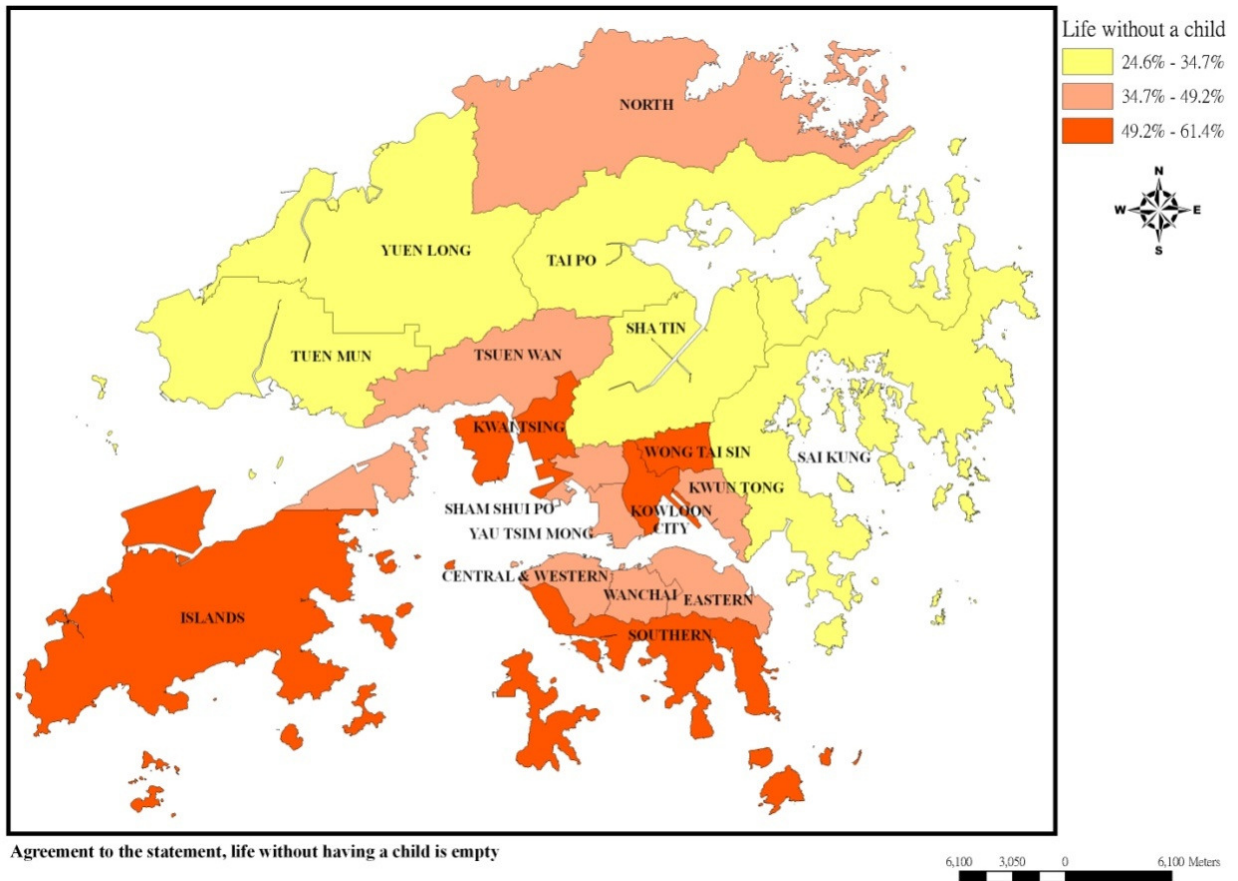 Life without a child
24.6% - 34.7%
34.7% - 49.2%
49.2% - 61.4%
N
W E
S
NORTH
YUEN LONG
TAI PO
SHA TIN
TUEN MUN
TSUEN WAN
KWAI TSING
WONG TAI SIN
SAI KUNG
KWUN TONG
SHAM SHUI PO
KOWLOON
CITY
YAU TSIM MONG
CENTRAL & WESTERN
WANCHAI
EASTERN
ISLANDS
SOUTHERN
Agreement to the statement, life without having a child is empty
6,100 3,050 0 6,100 Meters